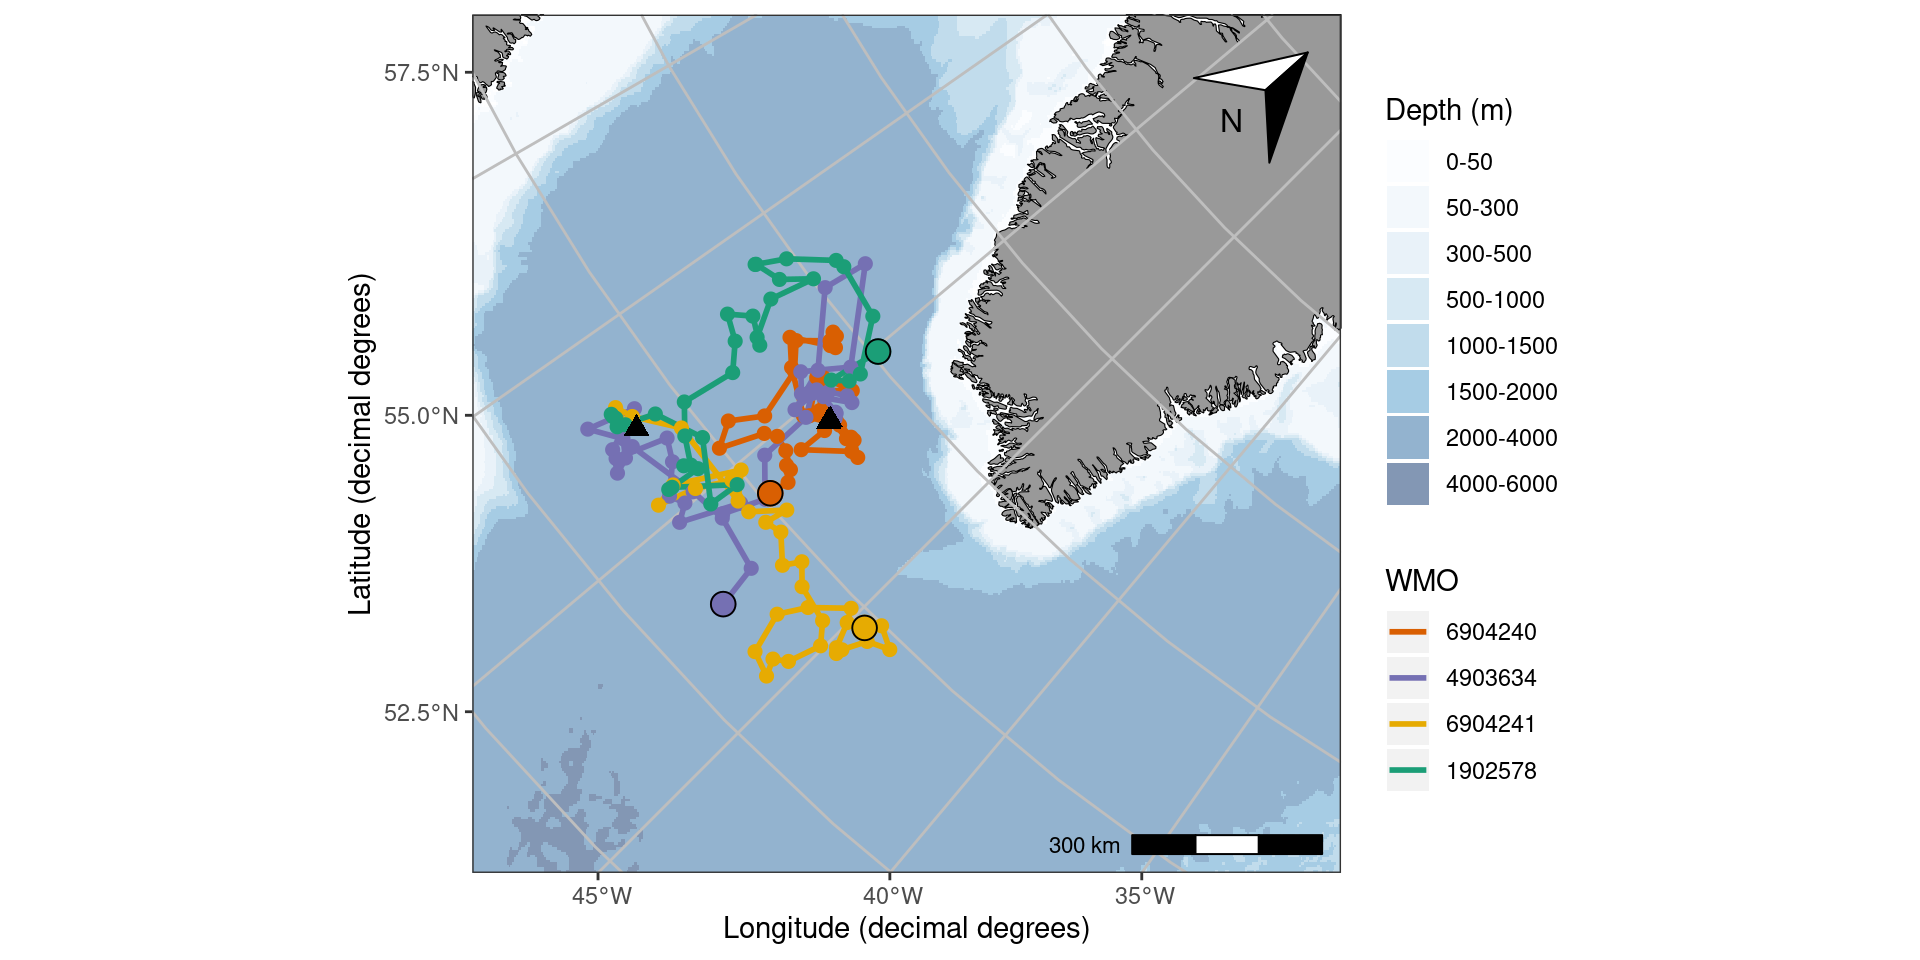 57.5°N
55.0°N
52.5°N
Latitude (decimal degrees)
N
300 km
45°W
40°W
35°W
Longitude (decimal degrees)
Depth (m)
0-50
50-300
300-500
500-1000
1000-1500
1500-2000
2000-4000
4000-6000
WMO
6904240
4903634
6904241
1902578